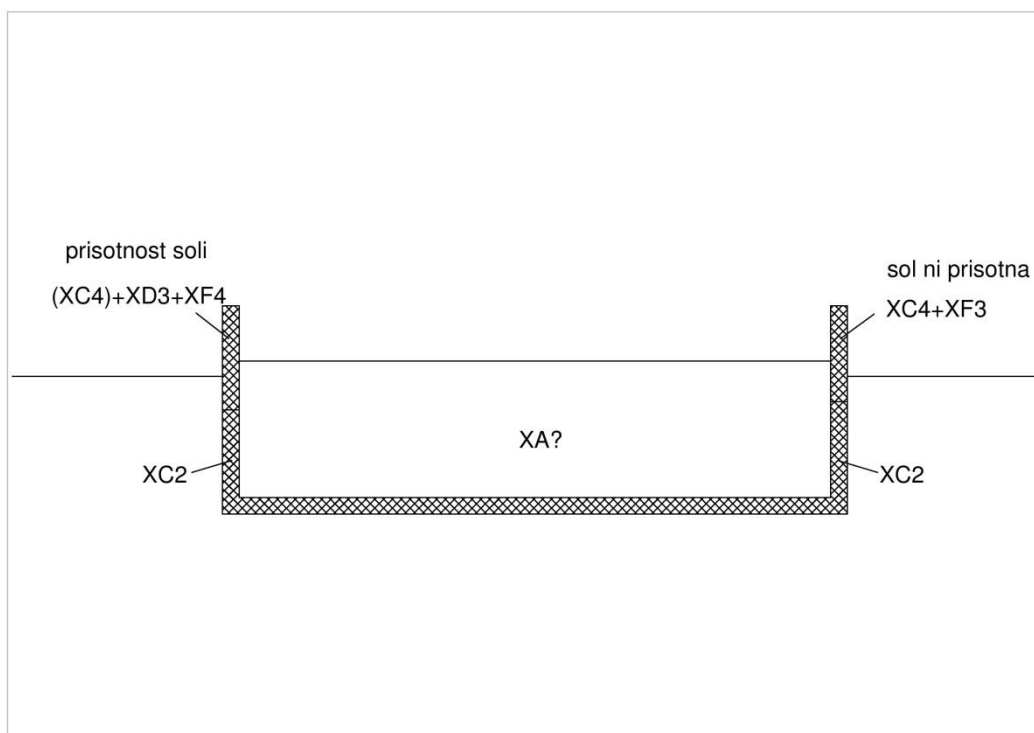 prisotnost soli
(XC4)+XD3+XF4
sol ni prisotna
XC4+XF3
XA?
XC2
XC2